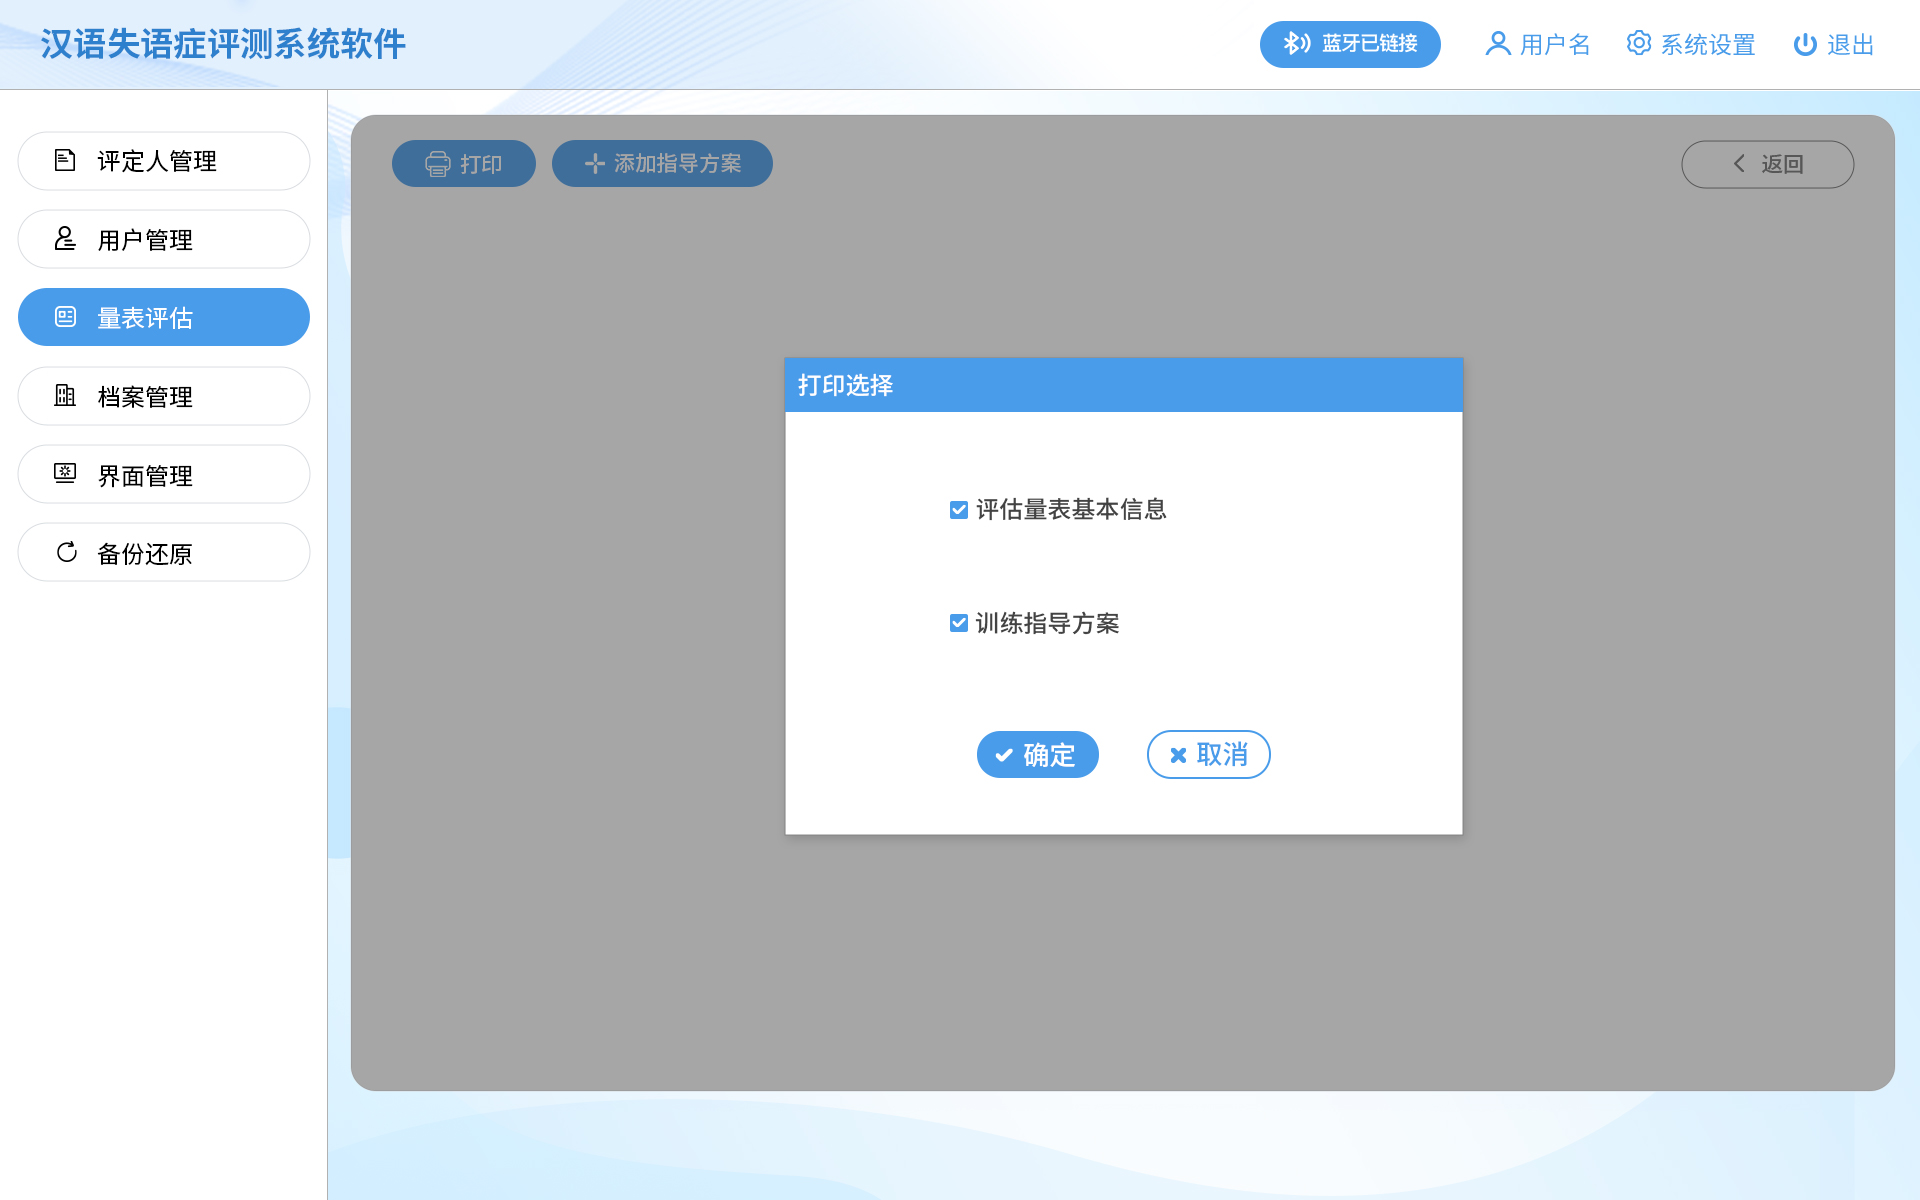 汉语失语症评测系统软件
蓝牙已链接
用户名
系统设置
退出
评定人管理
用户管理
量表评估
档案管理
界面管理
备份还原
打印
添加指导方案
返回
打印选择
评估量表基本信息
训练指导方案
确定
取消